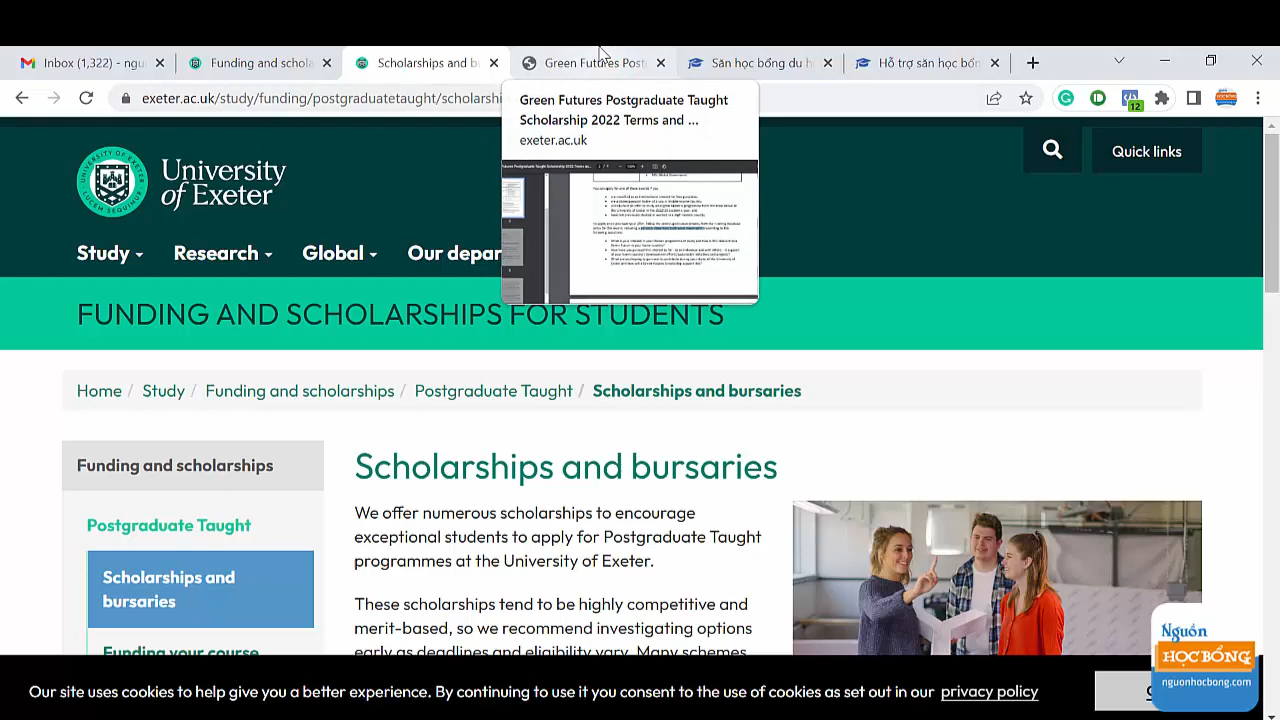 Inbox (1,322) - ngu
Funding and schola
Scholarships and bu
Green Futures Post
Săn học bổng du h
Hỗ trợ săn học bổn
exeter.ac.uk/study/funding/postgraduatetaught/scholarshi
12
Green Futures Postgraduate Taught
Scholarship 2022 Terms and ...
exeter.ac.uk
UNIVERSITY OF EXETER
University
of Exeter
Quick links
Study
Global
Our depar
FUNDING AND SCHOLARSHIPS FOR STUDENTS
Home / Study / Funding and scholarships / Postgraduate Taught / Scholarships and bursaries
Funding and scholarships
Postgraduate Taught
Scholarships and
bursaries
Funding your course
Scholarships and bursaries
We offer numerous scholarships to encourage
exceptional students to apply for Postgraduate Taught
programmes at the University of Exeter.
These scholarships tend to be highly competitive and
merit-based, so we recommend investigating options
early as deadlines and eligibility vary. Many schemes
Our site uses cookies to help give you a better experience. By continuing to use it you consent to the use of cookies as set out in our privacy policy
Nguồn
HỌC BỔNG
nguonhocbong.com